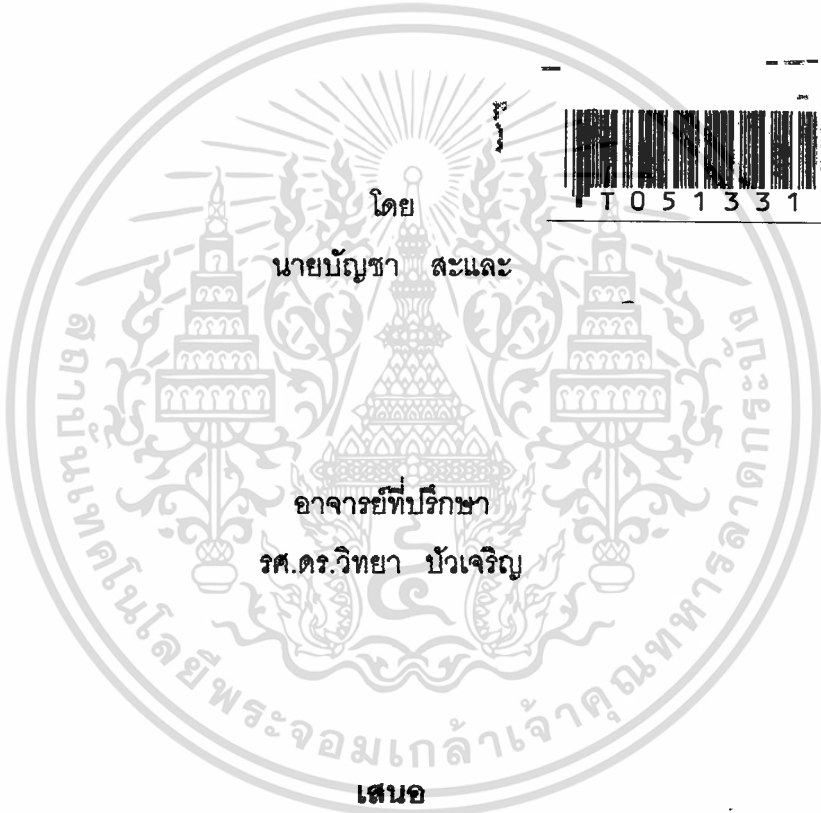 T051331
โดย
นายบัญชา สะและ
อาจารย์ที่ปรึกษา
รศ.ดร.วิทยา บัวเจริญ
สถาบันเทคโนโลยีพระจอมเกล้าเจ้าคุณทหารลาดกระบัง
เสนอ